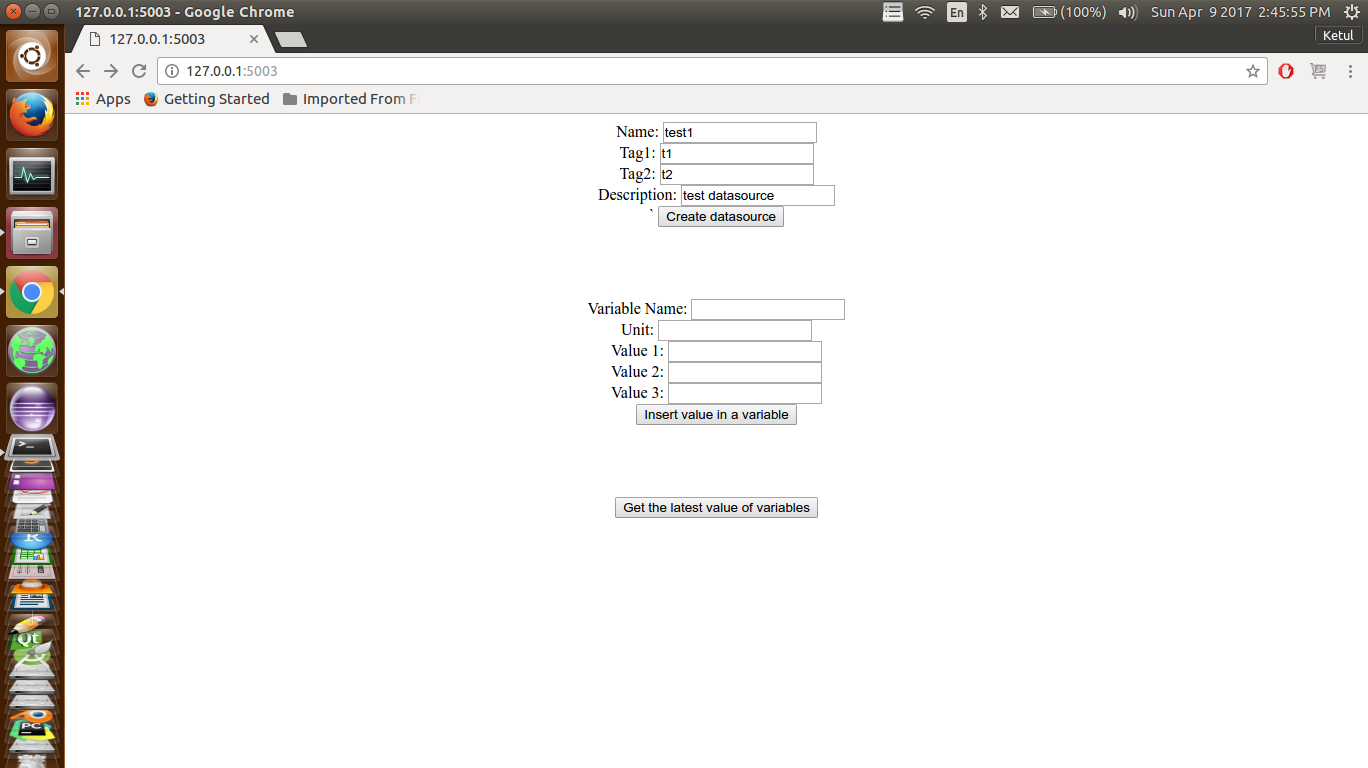 127.0.0.1:5003 - Google Chrome
En
(100%)
Sun Apr 9 2017 2:45:55 PM
127.0.0.1:5003
Ketul
127.0.0.1:5003
Apps
Getting Started
Imported From F
Name: test1
Tag1: t1
Tag2: t2
Description: test datasource
` Create datasource
Variable Name:
Unit:
Value 1:
Value 2:
Value 3:
Insert value in a variable
Get the latest value of variables
>_
K
Qt
PC